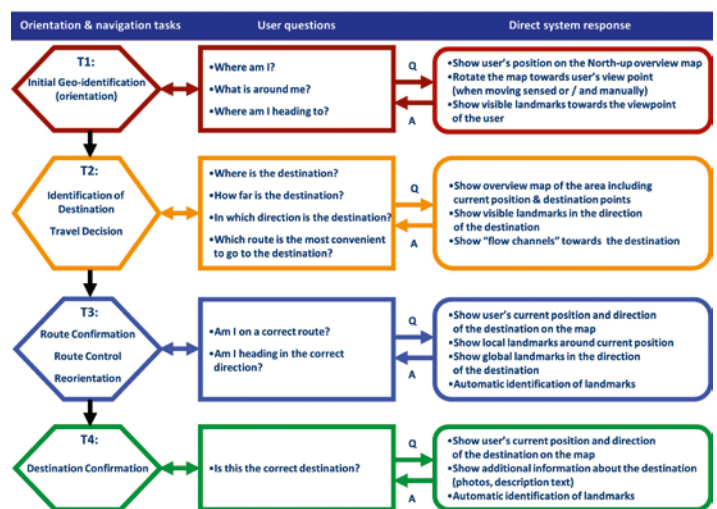 Orientation & navigation tasks
User questions
Direct system response
T1:
Initial Geo-identification
(orientation)
•Where am I?
•What is around me?
•Where am I heading to?
Q
A
•Show user's position on the North-up overview map
•Rotate the map towards user's view point
(when moving sensed or / and manually)
•Show visible landmarks towards the viewpoint
of the user
T2:
Identification of
Destination
Travel Decision
•Where is the destination?
•How far is the destination?
•In which direction is the destination?
•Which route is the most convenient
to go to the destination?
Q
A
•Show overview map of the area including
current position & destination points
•Show visible landmarks in the direction
of the destination
•Show "flow channels" towards the destination
T3:
Route Confirmation
Route Control
Reorientation
•Am I on a correct route?
•Am I heading in the correct
direction?
Q
A
•Show user's current position and direction
of the destination on the map
•Show local landmarks around current position
•Show global landmarks in the direction
of the destination
•Automatic identification of landmarks
T4:
Destination Confirmation
•Is this the correct destination?
Q
A
•Show user's current position and direction
of the destination on the map
•Show additional information about the destination
(photos, description text)
•Automatic identification of landmarks